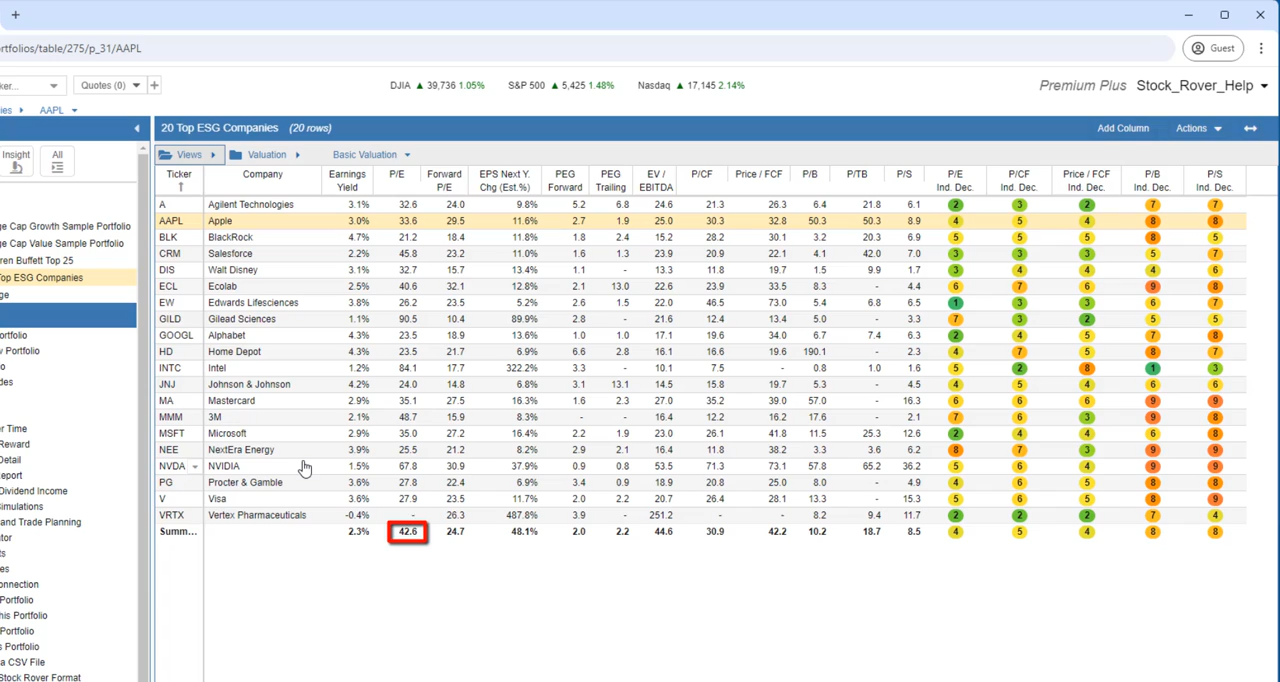 +
rtfolios/table/275/p_31/AAPL
Guest
ker...
Quotes (0)
+
DJIA ▲ 39,736 1.05% S&P 500 ▲ 5,425 1.48% Nasdaq ▲ 17,145 2.14%
Premium Plus Stock_Rover_Help
ies AAPL
20 Top ESG Companies (20 rows)
Add Column Actions
Insight
All
Views Valuation Basic Valuation
Ticker Company Earnings Yield P/E Forward P/E EPS Next Y. Chg (Est.%) PEG Forward PEG Trailing EV / EBITDA P/CF Price / FCF P/B P/TB P/S P/E Ind. Dec. P/CF Ind. Dec. Price / FCF Ind. Dec. P/B Ind. Dec. P/S Ind. Dec.
A Agilent Technologies 3.1% 32.6 24.0 9.8% 5.2 6.8 24.6 21.3 26.3 6.4 21.8 6.1 2 3 2 7 7
AAPL Apple 3.0% 33.6 29.5 11.6% 2.7 1.9 25.0 30.3 32.8 50.3 50.3 8.9 4 5 4 8 8
BLK BlackRock 4.7% 21.2 18.4 11.8% 1.8 2.4 15.2 28.2 30.1 3.2 20.3 6.9 5 5 5 8 5
CRM Salesforce 2.2% 45.8 23.2 11.0% 1.6 1.3 23.9 20.9 22.1 4.1 42.0 7.0 3 3 3 5 7
DIS Walt Disney 3.1% 32.7 15.7 13.4% 1.1 - 13.3 11.8 19.7 1.5 9.9 1.7 3 4 4 4 6
ECL Ecolab 2.5% 40.6 32.1 12.8% 2.1 13.0 22.6 23.9 33.5 8.3 - 4.4 6 7 6 9 8
EW Edwards Lifesciences 3.8% 26.2 23.5 5.2% 2.6 1.5 22.0 46.5 73.0 5.4 6.8 6.5 1 3 3 6 7
GILD Gilead Sciences 1.1% 90.5 10.4 89.9% 2.8 - 21.6 12.4 13.4 5.0 - 3.3 7 3 2 5 5
GOOGL Alphabet 4.3% 23.5 18.9 13.6% 1.0 1.0 17.1 19.6 34.0 6.7 7.4 6.3 2 4 5 7 8
HD Home Depot 4.3% 23.5 21.7 6.9% 6.6 2.8 16.1 16.6 19.6 190.1 - 2.3 4 7 5 8 7
INTC Intel 1.2% 84.1 17.7 322.2% 3.3 - 10.1 7.5 - 0.8 1.0 1.6 5 2 8 1 3
JNJ Johnson & Johnson 4.2% 24.0 14.8 6.8% 3.1 13.1 14.5 15.8 19.7 5.3 - 4.5 4 5 4 6 6
MA Mastercard 2.9% 35.1 27.5 16.3% 1.6 2.3 27.0 35.2 39.0 57.0 - 16.3 6 6 6 9 9
MMM 3M 2.1% 48.7 15.9 8.3% - - 16.4 12.2 16.2 17.6 - 2.1 7 6 3 9 8
MSFT Microsoft 2.9% 35.0 27.2 16.4% 2.2 1.9 23.0 26.1 41.8 11.5 25.3 12.6 2 4 4 6 8
NEE NextEra Energy 3.9% 25.5 21.2 8.2% 2.9 2.1 16.4 11.8 38.2 3.3 3.6 6.2 8 7 3 9 9
NVDA NVIDIA 1.5% 67.8 30.9 37.9% 0.9 0.8 53.5 71.3 73.1 57.8 65.2 36.2 5 6 4 9 9
PG Procter & Gamble 3.6% 27.8 22.4 6.9% 3.4 0.9 18.9 20.8 25.0 8.0 - 4.9 4 6 5 8 8
V Visa 3.6% 27.9 23.5 11.7% 2.0 2.2 20.7 26.4 28.1 13.3 - 15.3 5 6 5 8 9
VRTX Vertex Pharmaceuticals -0.4% - 25.3 487.8% 3.9 - 251.2 - - 8.2 9.4 11.7 2 2 2 7 4
Summ... 2.3% 42.6 24.7 48.1% 2.0 2.2 44.6 30.9 42.2 10.2 18.7 8.5 4 5 4 8 8
ge Cap Growth Sample Portfolio
ge Cap Value Sample Portfolio
ren Buffett Top 25
Top ESG Companies
ge
ortfolio
v Portfolio
o
des
er Time
Reward
Detail
eport
Dividend Income
imulations
and Trade Planning
ator
ts
es
onnection
Portfolio
his Portfolio
Portfolio
s Portfolio
a CSV File
Stock Rover Format